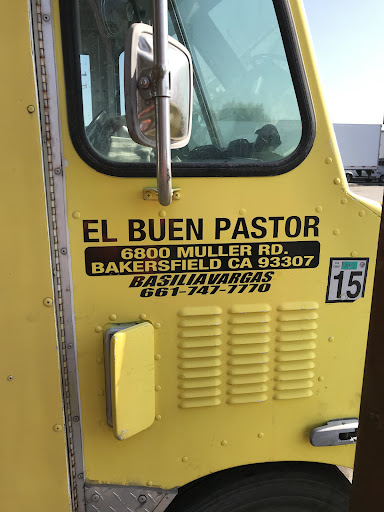 EL BUEN PASTOR
6800 MULLER RD.
BAKERSFIELD CA 93307
BASILIAVARGAS
661-747-7770
15